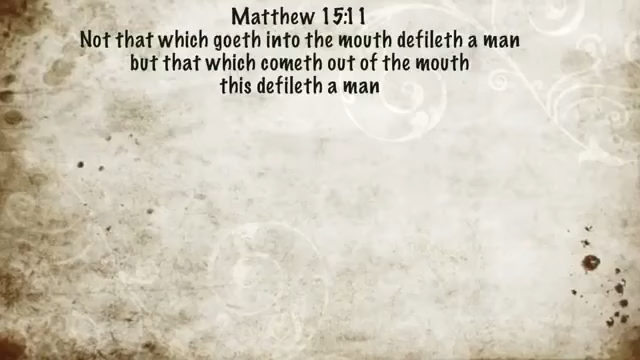 Matthew 15:11
Not that which goeth into the mouth defileth a man
but that which cometh out of the mouth
this defileth a man